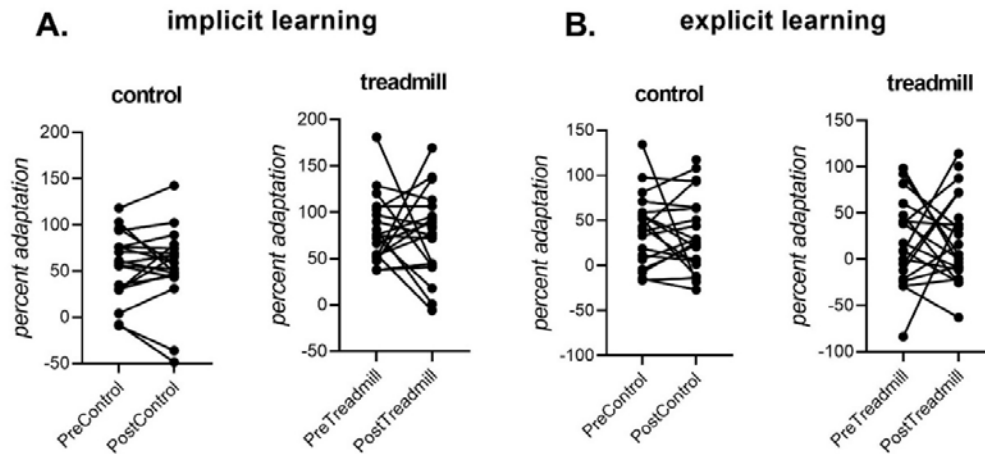 A.
implicit learning
control
percent adaptation
200
150
100
50
0
-50
PreControl
PostControl
treadmill
percent adaptation
200
150
100
50
0
-50
PreTreadmill
PostTreadmill
B.
explicit learning
control
percent adaptation
150
100
50
0
-50
-100
PreControl
PostControl
treadmill
percent adaptation
150
100
50
0
-50
-100
PreTreadmill
PostTreadmill